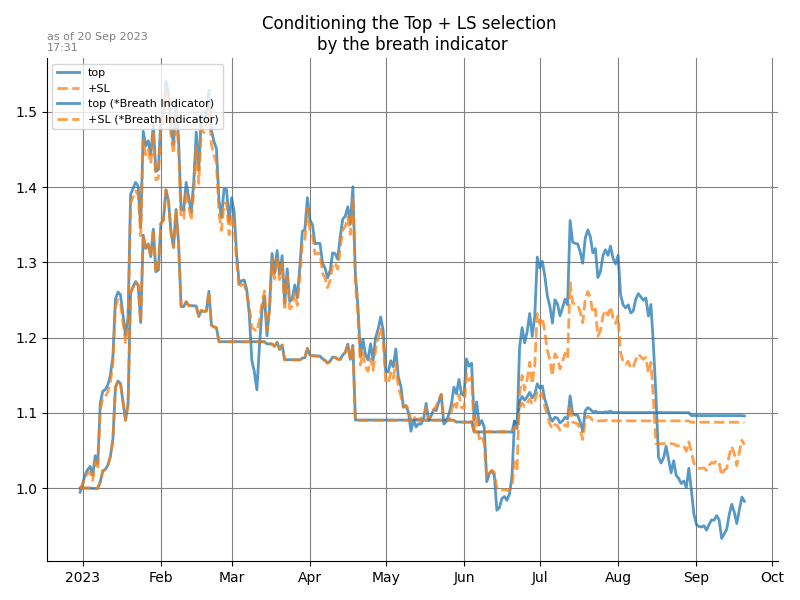 Conditioning the Top + LS selection
by the breath indicator
as of 20 Sep 2023
17:31
top
+SL
top (*Breath Indicator)
+SL (*Breath Indicator)
1.5
1.4
1.3
1.2
1.1
1.0
2023 Feb Mar Apr May Jun Jul Aug Sep Oct